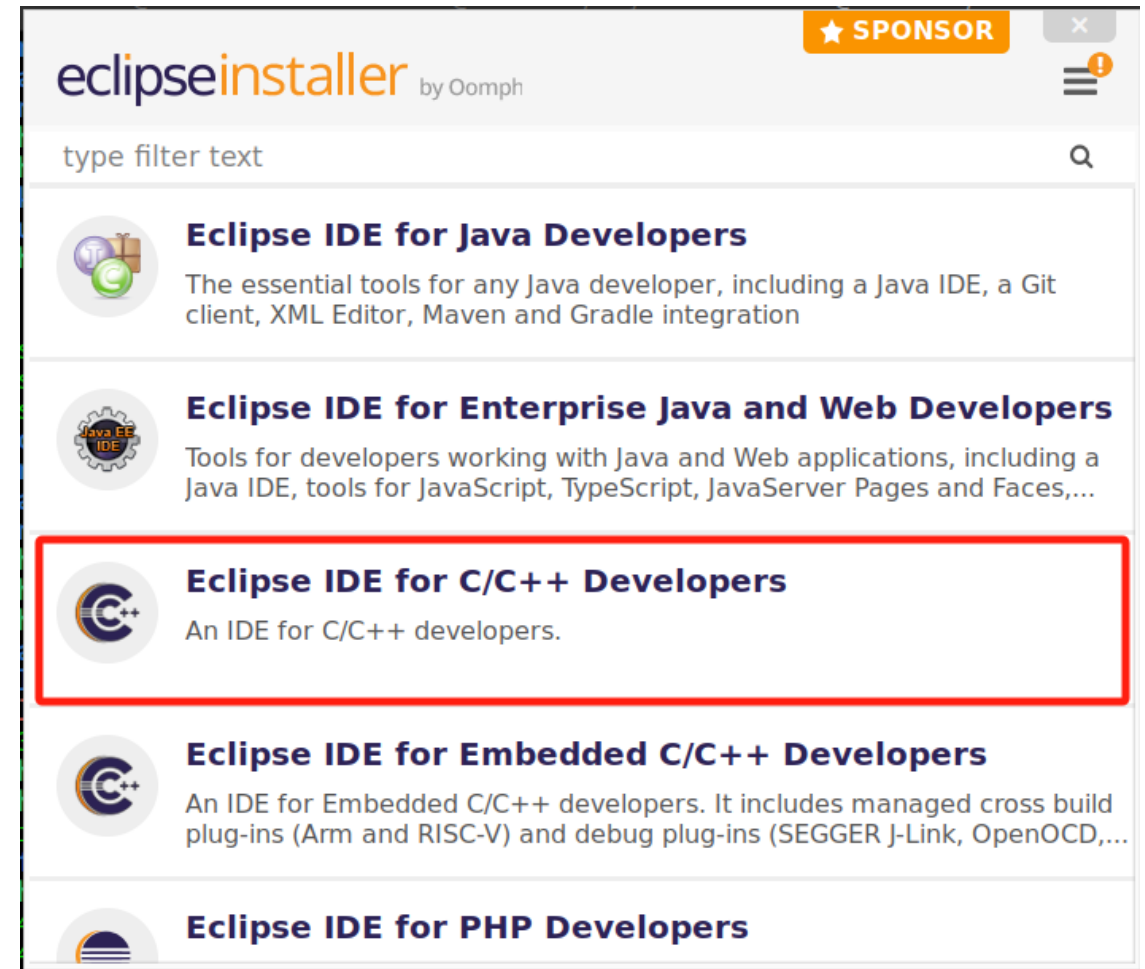 ★ SPONSOR
×
eclipseinstaller by Oomph
type filter text
Eclipse IDE for Java Developers
The essential tools for any Java developer, including a Java IDE, a Git
client, XML Editor, Maven and Gradle integration
Java EE
IDE
Eclipse IDE for Enterprise Java and Web Developers
Tools for developers working with Java and Web applications, including a
Java IDE, tools for JavaScript, TypeScript, JavaServer Pages and Faces,...
C++
Eclipse IDE for C/C++ Developers
An IDE for C/C++ developers.
C++
Eclipse IDE for Embedded C/C++ Developers
An IDE for Embedded C/C++ developers. It includes managed cross build
plug-ins (Arm and RISC-V) and debug plug-ins (SEGGER J-Link, OpenOCD,...
Eclipse IDE for PHP Developers